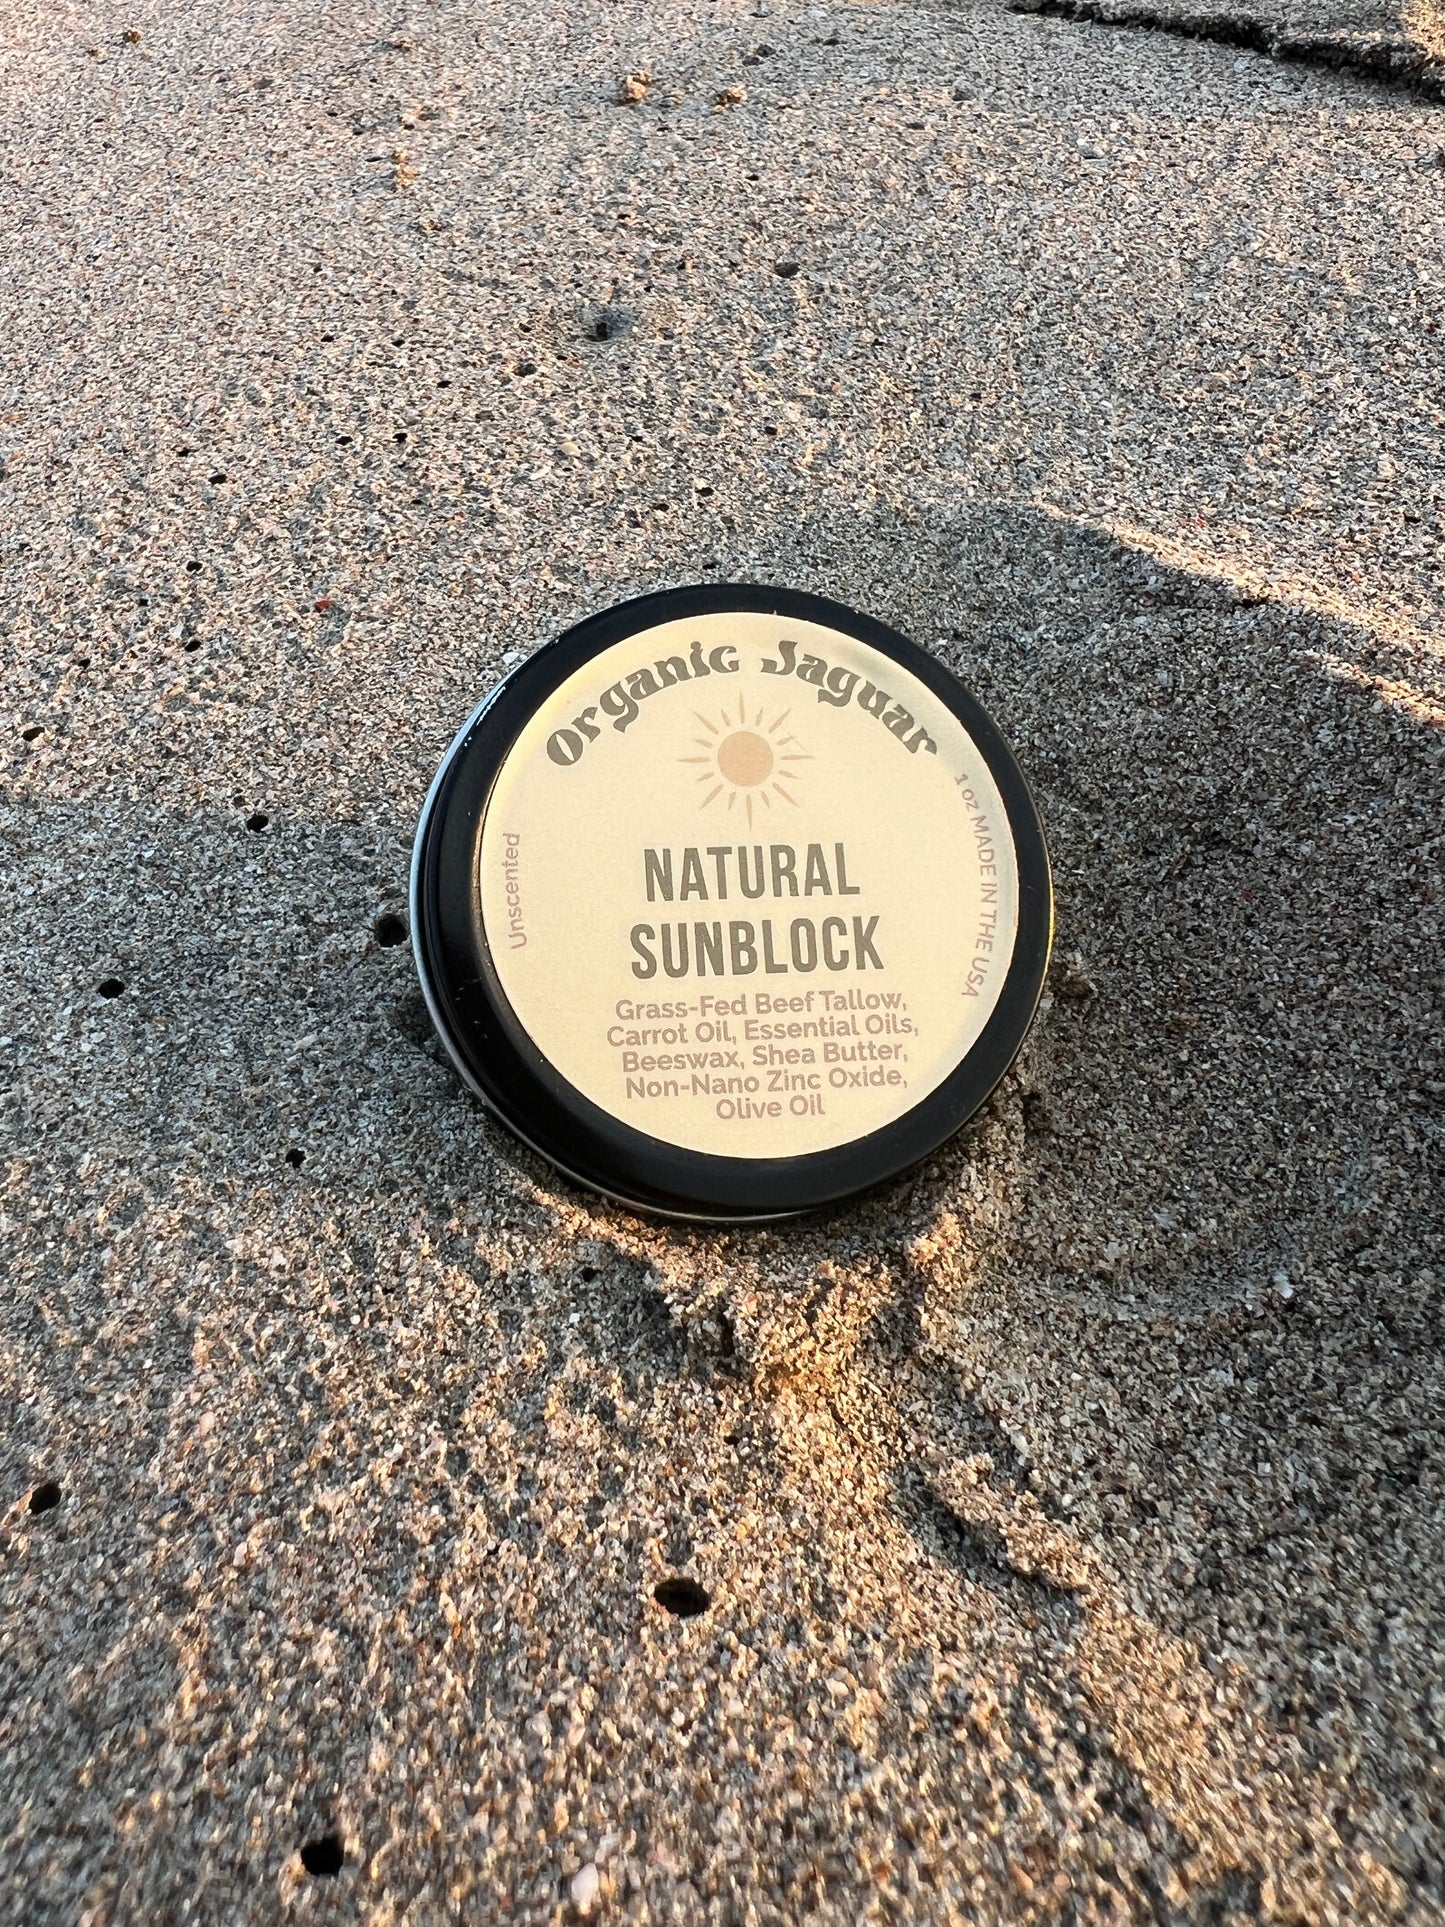 Organic Jaguar
Unscented
1 oz MADE IN THE USA
NATURAL
SUNBLOCK
Grass-Fed Beef Tallow,
Carrot Oil, Essential Oils,
Beeswax, Shea Butter,
Non-Nano Zinc Oxide,
Olive Oil